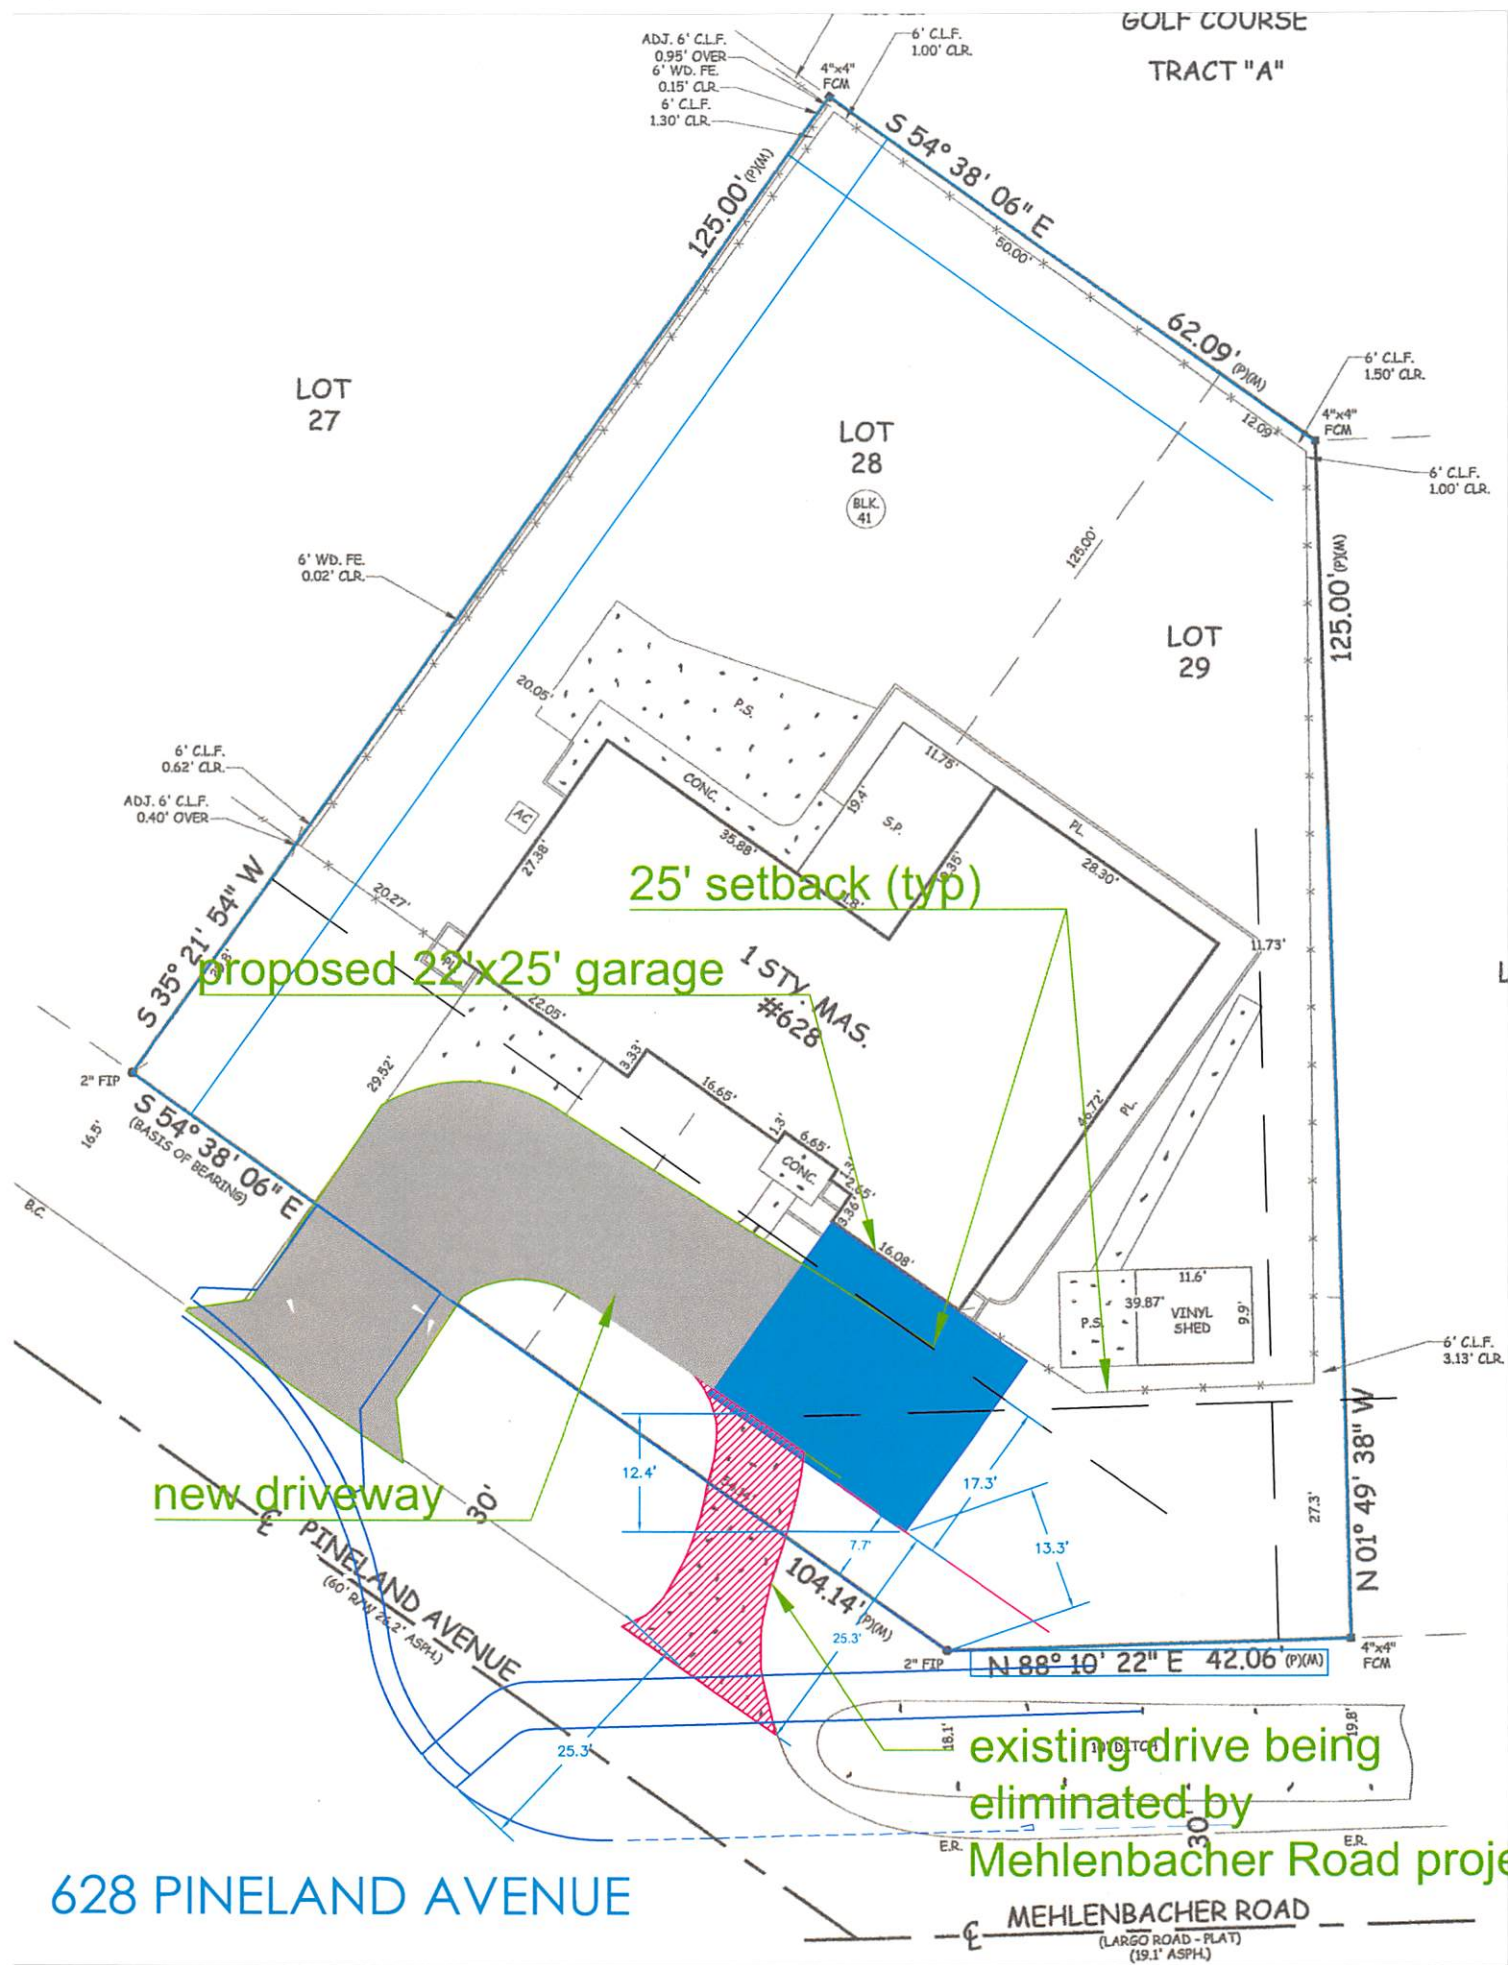 GOLF COURSE
TRACT "A"
ADJ. 6' C.L.F.
0.95' OVER
6' WD. FE.
0.15' CLR.
6' C.L.F.
1.30' CLR.
4"x4"
FCM
6' C.L.F.
1.00' CLR.
S 54° 38' 06" E
50.00'
62.09' (P)(M)
12.09'
125.00' (P)(M)
6' C.L.F.
1.50' CLR.
4"x4"
FCM
6' C.L.F.
1.00' CLR.
LOT
27
LOT
28
BLK.
41
125.00'
125.00' (P)(M)
6' WD. FE.
0.02' CLR.
LOT
29
20.05'
P.S.
CONC.
11.75'
19.4'
S.P.
PL.
28.30'
6' C.L.F.
0.62' CLR.
ADJ. 6' C.L.F.
0.40' OVER
AC
27.38'
35.88'
25' setback (typ)
20.27'
11.73'
S 35° 21' 54" W
proposed 22'x25' garage
1 STY. MAS.
#628
22.05'
3.33'
16.65'
29.52'
2" FIP
16.5'
S 54° 38' 06" E
(BASIS OF BEARING)
B.C.
1.3'
6.65'
CONC.
3.36'
16.08'
46.72'
PL.
11.6'
39.87'
P.S.
VINYL
SHED
9.9'
6' C.L.F.
3.13' CLR.
N 01° 49' 38" W
27.3'
12.4'
17.3'
13.3'
7.7'
25.3'
25.3'
new driveway
30'
℄ PINELAND AVENUE
(60' R/W 26.2' ASPH.)
104.14' (P)(M)
2" FIP
N 88° 10' 22" E 42.06' (P)(M)
4"x4"
FCM
18.1'
19.8'
existing drive being
eliminated by
Mehlenbacher Road proje
30'
E.R.
E.R.
628 PINELAND AVENUE
℄ MEHLENBACHER ROAD
(LARGO ROAD - PLAT)
(19.1' ASPH.)